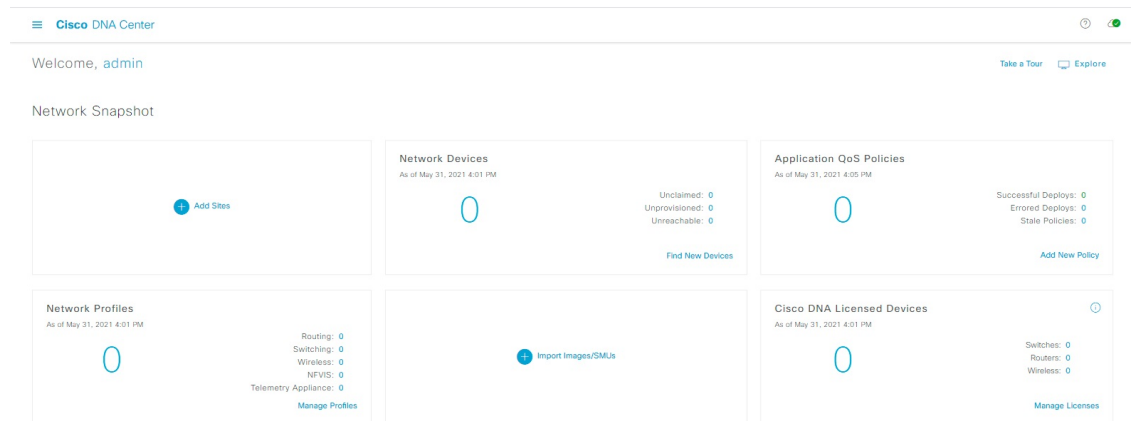 Cisco DNA Center
Welcome, admin
Take a Tour
Explore
Network Snapshot
Add Sites
Network Devices
As of May 31, 2021 4:01 PM
0
Unclaimed: 0
Unprovisioned: 0
Unreachable: 0
Find New Devices
Application QoS Policies
As of May 31, 2021 4:05 PM
0
Successful Deploys: 0
Errored Deploys: 0
Stale Policies: 0
Add New Policy
Network Profiles
As of May 31, 2021 4:01 PM
0
Routing: 0
Switching: 0
Wireless: 0
NFVIS: 0
Telemetry Appliance: 0
Manage Profiles
Import Images/SMUs
Cisco DNA Licensed Devices
As of May 31, 2021 4:01 PM
0
Switches: 0
Routers: 0
Wireless: 0
Manage Licenses